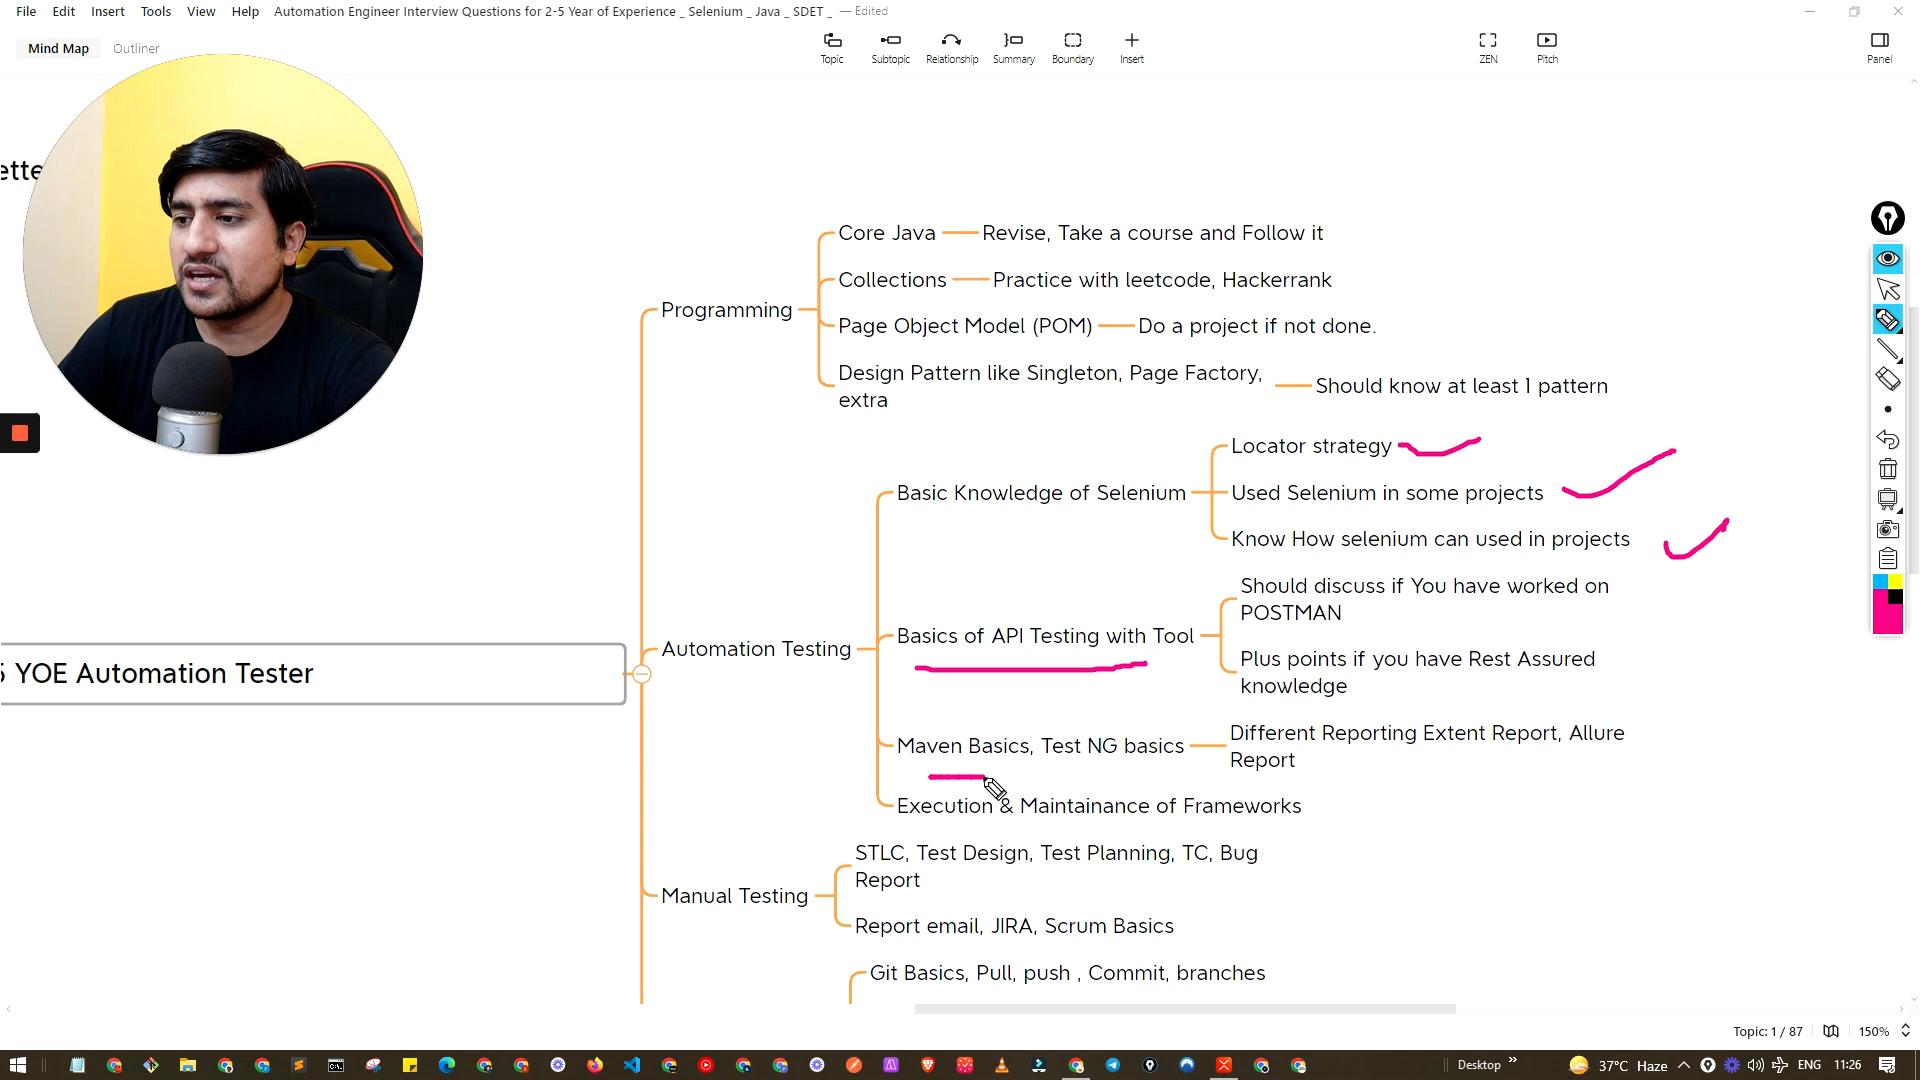 File Edit Insert Tools View Help Automation Engineer Interview Questions for 2-5 Year of Experience _ Selenium _ Java _ SDET _ — Edited
Mind Map Outliner
Topic Subtopic Relationship Summary Boundary Insert ZEN Pitch Panel
ette
Core Java Revise, Take a course and Follow it
Collections Practice with leetcode, Hackerrank
Programming
Page Object Model (POM) Do a project if not done.
Design Pattern like Singleton, Page Factory,
extra
Should know at least 1 pattern
Locator strategy
Basic Knowledge of Selenium
Used Selenium in some projects
Know How selenium can used in projects
Should discuss if You have worked on
POSTMAN
Basics of API Testing with Tool
Automation Testing
Plus points if you have Rest Assured
knowledge
5 YOE Automation Tester
Maven Basics, Test NG basics
Different Reporting Extent Report, Allure
Report
Execution & Maintainance of Frameworks
STLC, Test Design, Test Planning, TC, Bug
Report
Manual Testing
Report email, JIRA, Scrum Basics
Git Basics, Pull, push , Commit, branches
Topic: 1 / 87 150%
Desktop 37°C Haze ENG 11:26